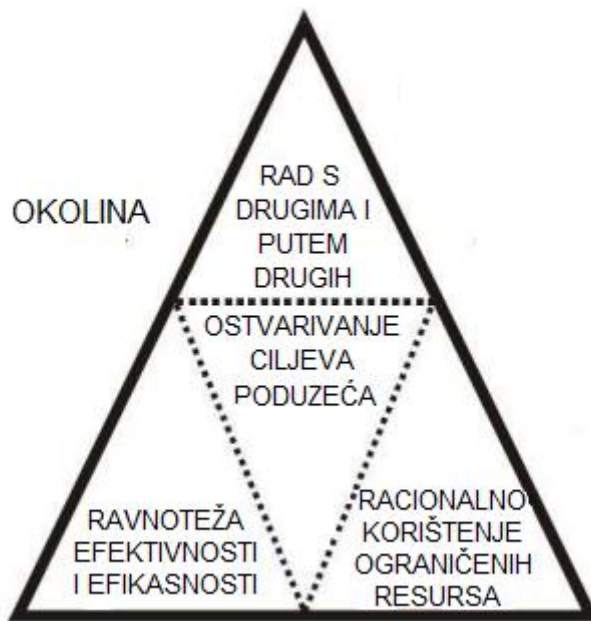 OKOLINA
RAD S
DRUGIMA I
PUTEM
DRUGIH
OSTVARIVANJE
CILJEVA
PODUZEĆA
RAVNOTEŽA
EFEKTIVNOSTI
I EFIKASNOSTI
RACIONALNO
KORIŠTENJE
OGRANIČENIH
RESURSA